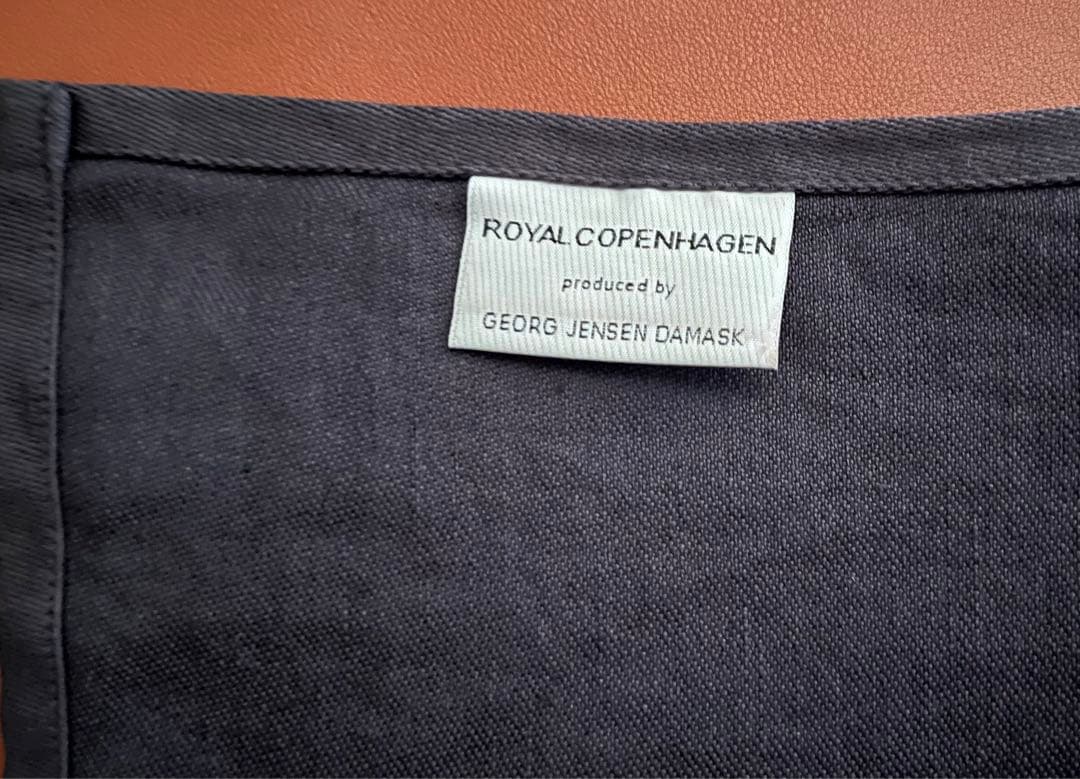 ROYAL COPENHAGEN
produced by
GEORG JENSEN DAMASK